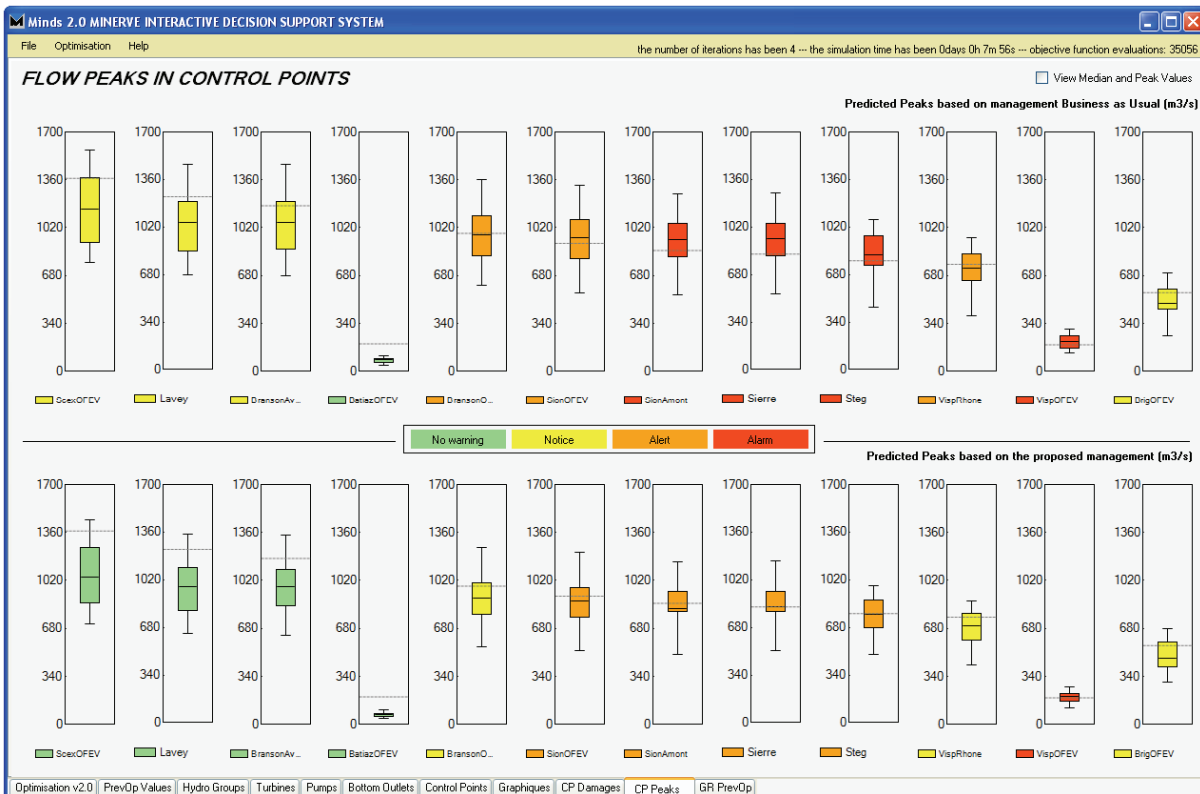 Minds 2.0 MINERVE INTERACTIVE DECISION SUPPORT SYSTEM
File Optimisation Help
the number of iterations has been 4 --- the simulation time has been 0days 0h 7m 56s --- objective function evaluations: 35056
FLOW PEAKS IN CONTROL POINTS
View Median and Peak Values
Predicted Peaks based on management Business as Usual (m3/s)
1700 1700 1700 1700 1700 1700 1700 1700 1700 1700 1700 1700
1360 1360 1360 1360 1360 1360 1360 1360 1360 1360 1360 1360
1020 1020 1020 1020 1020 1020 1020 1020 1020 1020 1020 1020
680 680 680 680 680 680 680 680 680 680 680 680
340 340 340 340 340 340 340 340 340 340 340 340
0 0 0 0 0 0 0 0 0 0 0 0
ScexOFEV Lavey BransonAv... BatiazOFEV BransonO... SionOFEV SionAmont Sierre Steg VispRhone VispOFEV BrigOFEV
No warning Notice Alert Alarm
Predicted Peaks based on the proposed management (m3/s)
1700 1700 1700 1700 1700 1700 1700 1700 1700 1700 1700 1700
1360 1360 1360 1360 1360 1360 1360 1360 1360 1360 1360 1360
1020 1020 1020 1020 1020 1020 1020 1020 1020 1020 1020 1020
680 680 680 680 680 680 680 680 680 680 680 680
340 340 340 340 340 340 340 340 340 340 340 340
0 0 0 0 0 0 0 0 0 0 0 0
ScexOFEV Lavey BransonAv... BatiazOFEV BransonO... SionOFEV SionAmont Sierre Steg VispRhone VispOFEV BrigOFEV
Optimisation v2.0 PrevOp Values Hydro Groups Turbines Pumps Bottom Outlets Control Points Graphiques CP Damages CP Peaks GR PrevOp